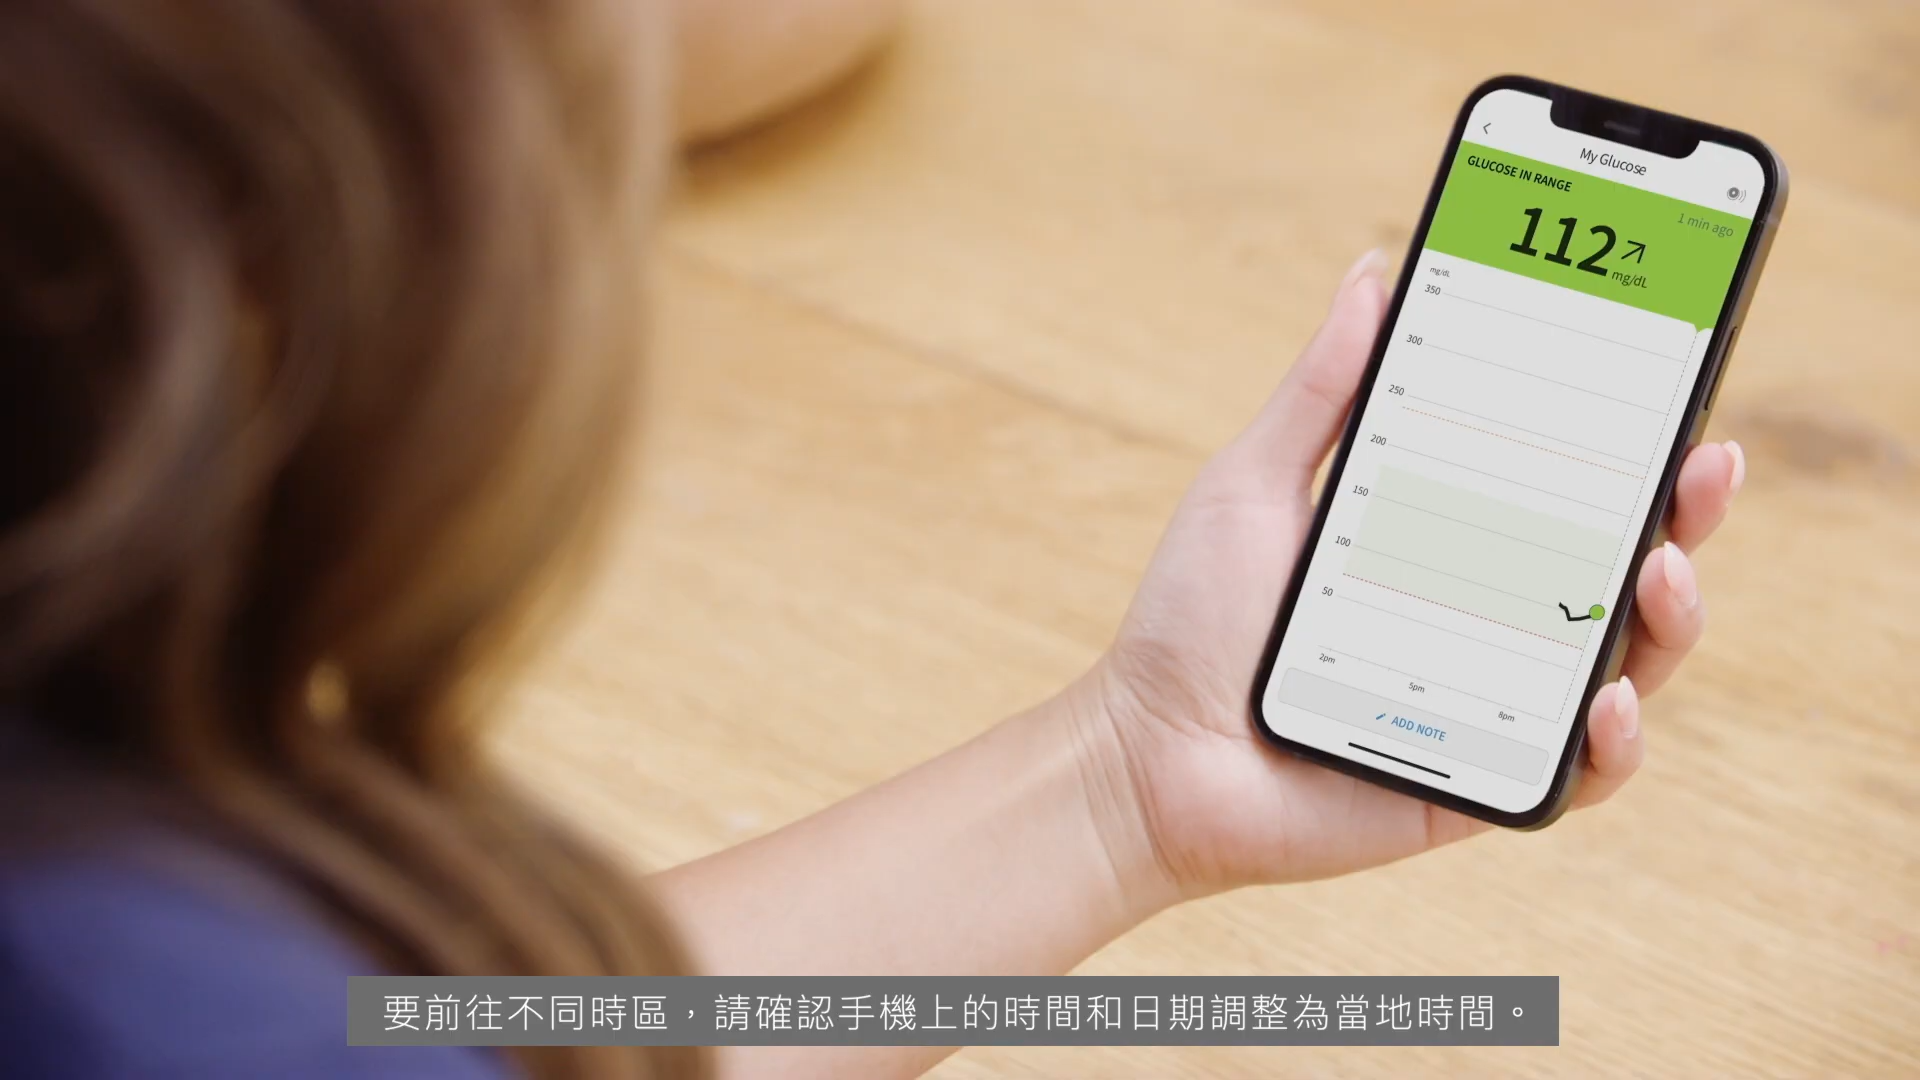 My Glucose
GLUCOSE IN RANGE
1 min ago
112
mg/dL
mg/dL
350
300
250
200
150
100
50
2pm
5pm
8pm
ADD NOTE
要前往不同時區，請確認手機上的時間和日期調整為當地時間。